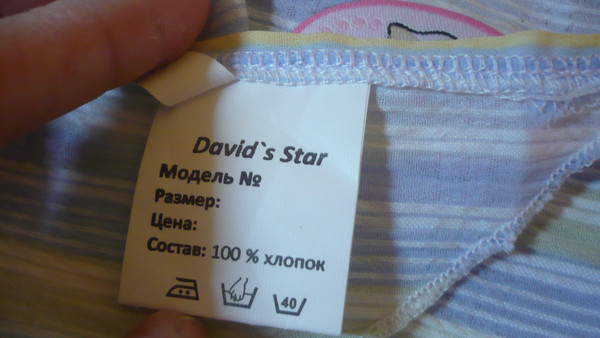 David`s Star
Модель №
Размер:
Цена:
Состав: 100 % хлопок
40